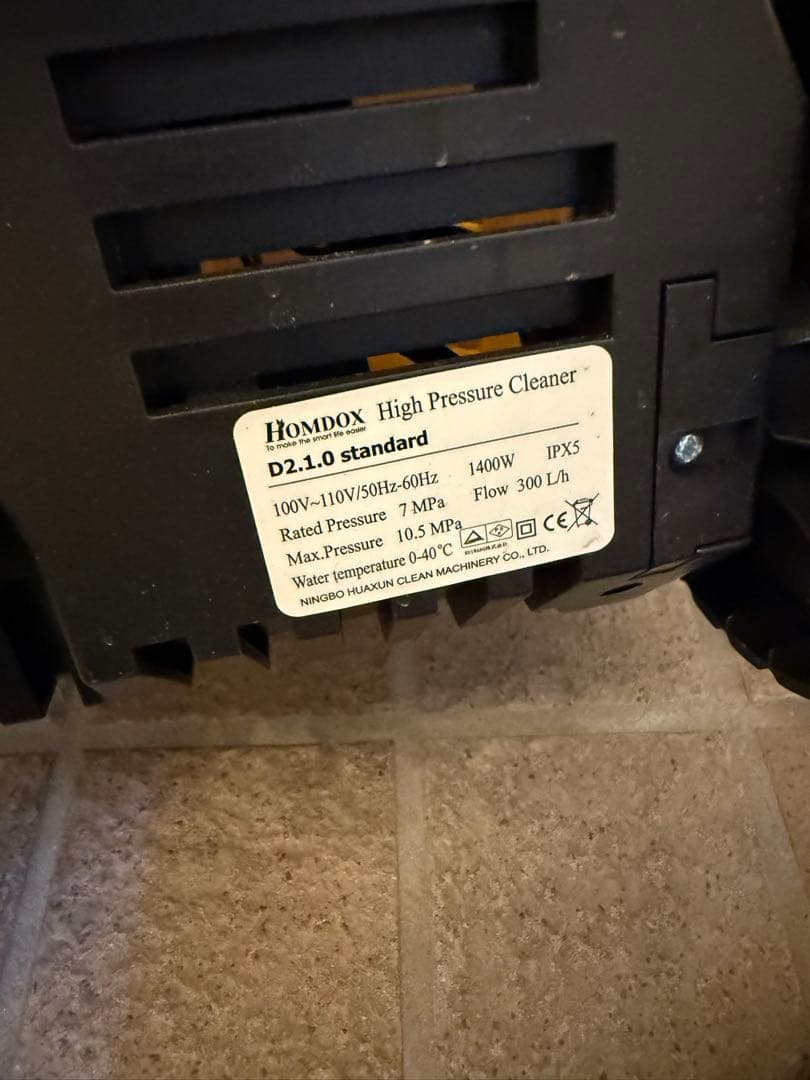 HOMDOX High Pressure Cleaner
To make the smart life easier
D2.1.0 standard
100V~110V/50Hz-60Hz 1400W IPX5
Rated Pressure 7 MPa Flow 300 L/h
Max.Pressure 10.5 MPa
Water temperature 0-40°C
CE
NINGBO HUAXUN CLEAN MACHINERY CO., LTD.